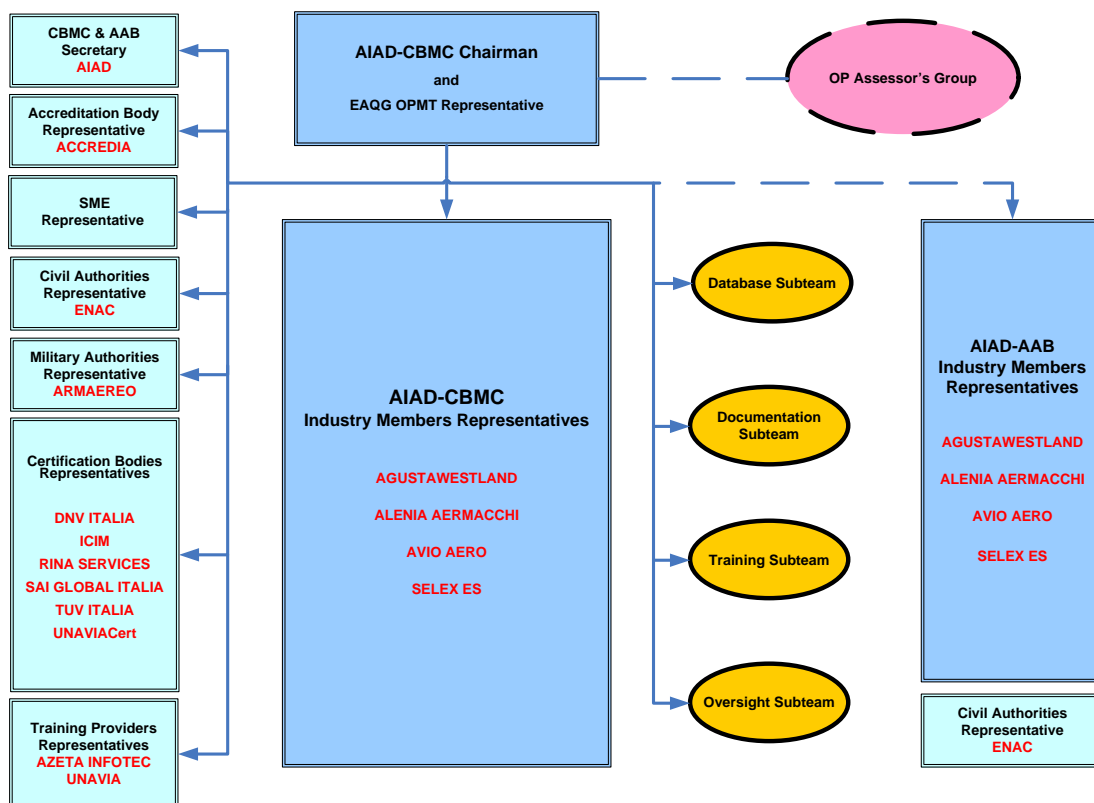 CBMC & AAB
Secretary
AIAD
Accreditation Body
Representative
ACCREDIA
SME
Representative
Civil Authorities
Representative
ENAC
Military Authorities
Representative
ARMAEREO
Certification Bodies
Representatives
DNV ITALIA
ICIM
RINA SERVICES
SAI GLOBAL ITALIA
TUV ITALIA
UNAVIACert
Training Providers
Representatives
AZETA INFOTEC
UNAVIA
AIAD-CBMC Chairman
and
EAQG OPMT Representative
OP Assessor’s Group
AIAD-CBMC
Industry Members Representatives
AGUSTAWESTLAND
ALENIA AERMACCHI
AVIO AERO
SELEX ES
Database Subteam
Documentation
Subteam
Training Subteam
Oversight Subteam
AIAD-AAB
Industry Members
Representatives
AGUSTAWESTLAND
ALENIA AERMACCHI
AVIO AERO
SELEX ES
Civil Authorities
Representative
ENAC